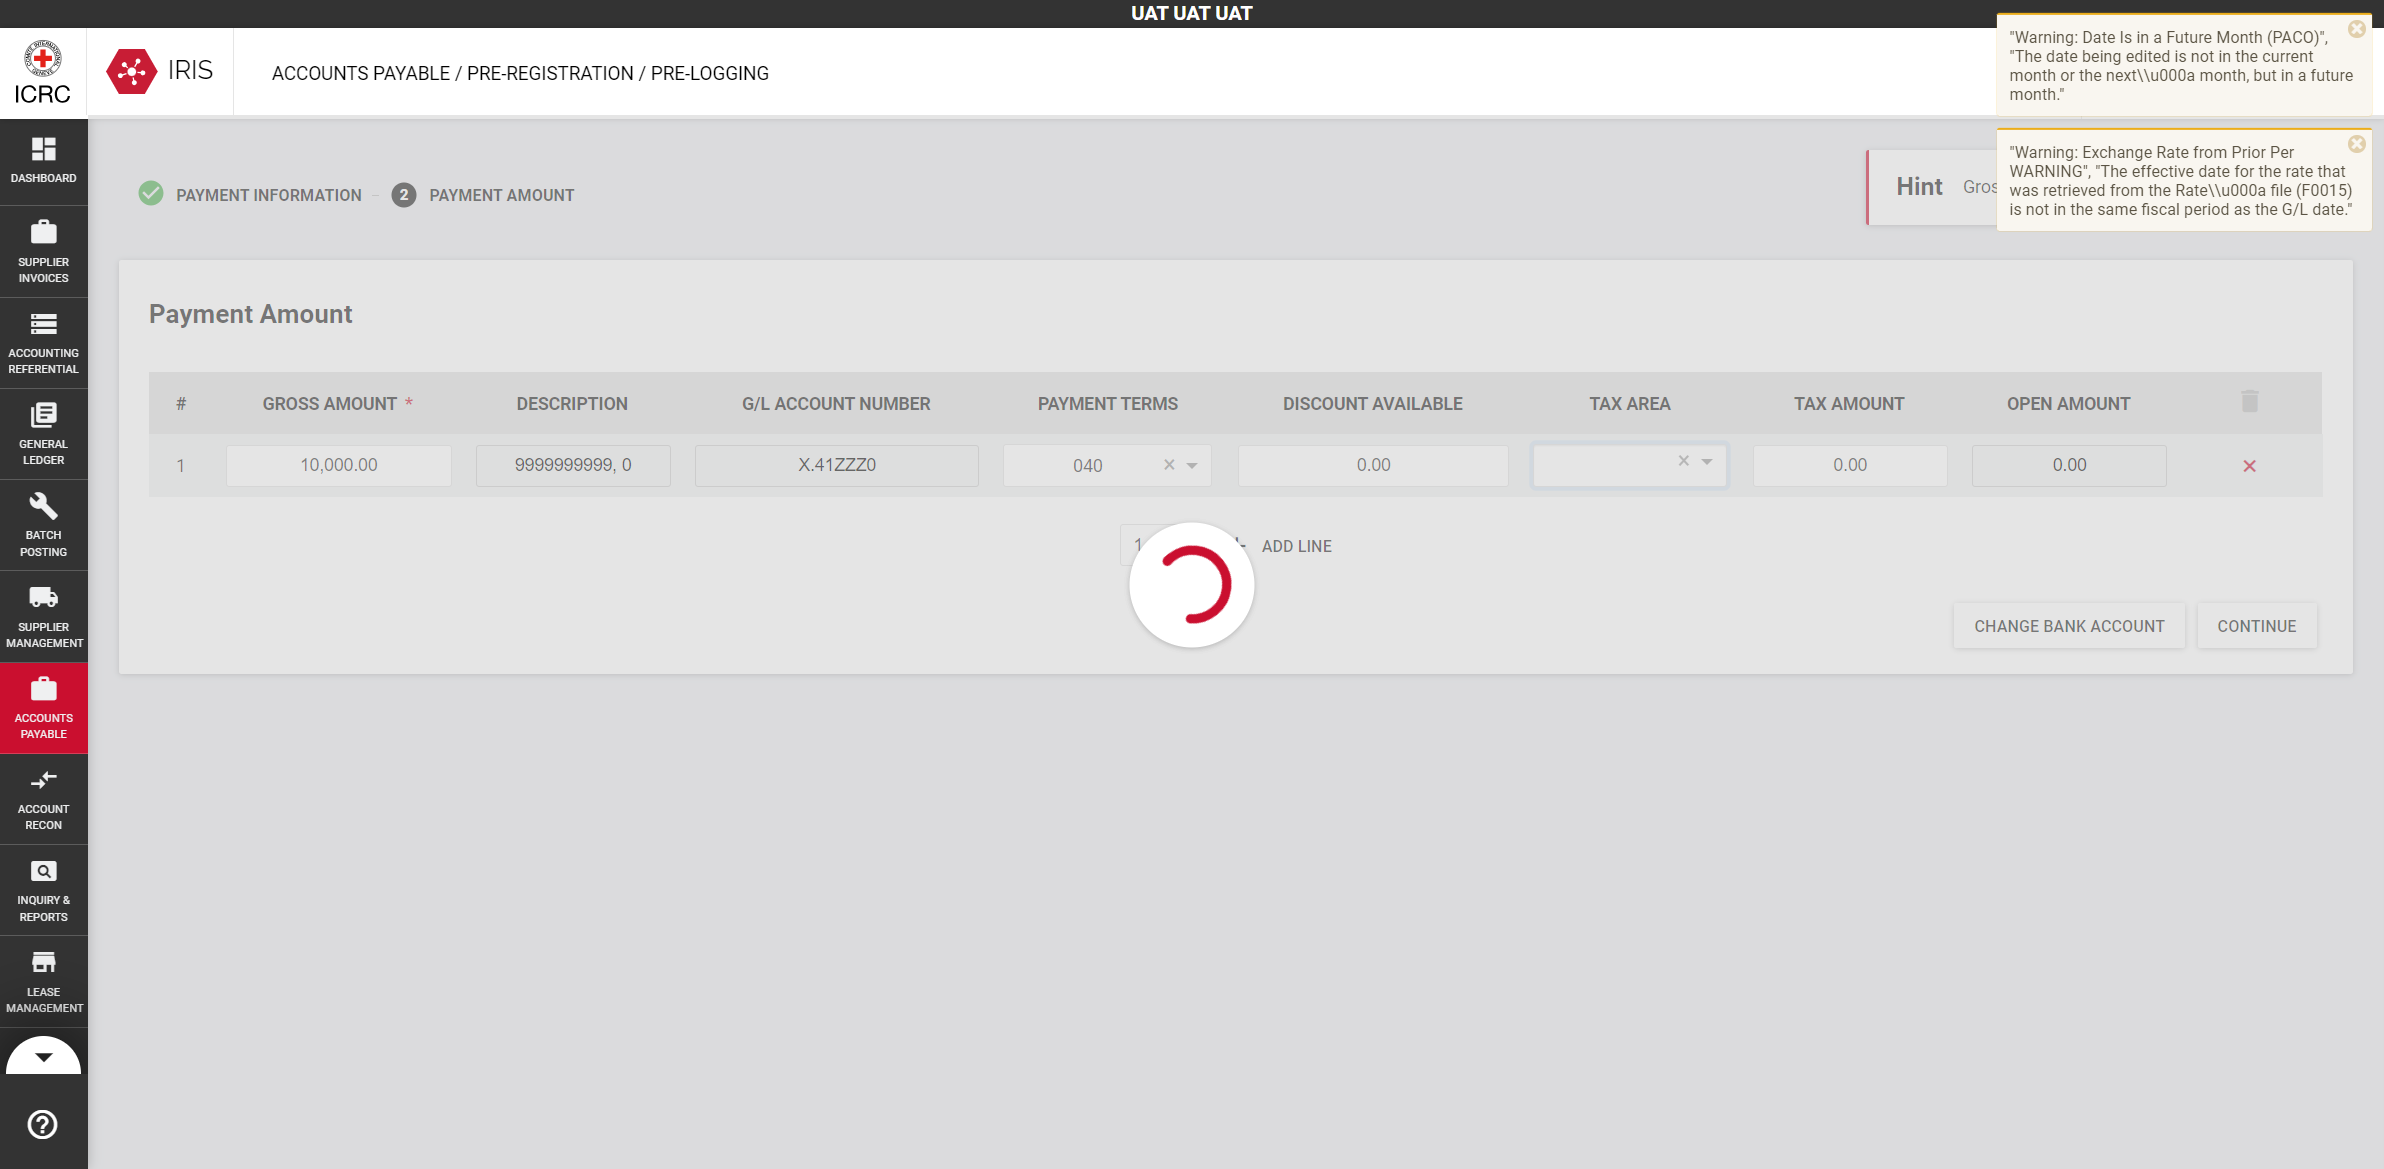 UAT UAT UAT
ICRC
IRIS
ACCOUNTS PAYABLE / PRE-REGISTRATION / PRE-LOGGING
"Warning: Date Is in a Future Month (PACO)",
"The date being edited is not in the current
month or the next\\u000a month, but in a future
month."
"Warning: Exchange Rate from Prior Per
WARNING", "The effective date for the rate that
was retrieved from the Rate\\u000a file (F0015)
is not in the same fiscal period as the G/L date."
DASHBOARD
SUPPLIER
INVOICES
ACCOUNTING
REFERENTIAL
GENERAL
LEDGER
BATCH
POSTING
SUPPLIER
MANAGEMENT
ACCOUNTS
PAYABLE
ACCOUNT
RECON
INQUIRY &
REPORTS
LEASE
MANAGEMENT
PAYMENT INFORMATION
2 PAYMENT AMOUNT
Hint Gros
Payment Amount
# GROSS AMOUNT * DESCRIPTION G/L ACCOUNT NUMBER PAYMENT TERMS DISCOUNT AVAILABLE TAX AREA TAX AMOUNT OPEN AMOUNT
1 10,000.00 9999999999, 0 X.41ZZZ0 040 0.00 0.00 0.00
1 ADD LINE
CHANGE BANK ACCOUNT CONTINUE